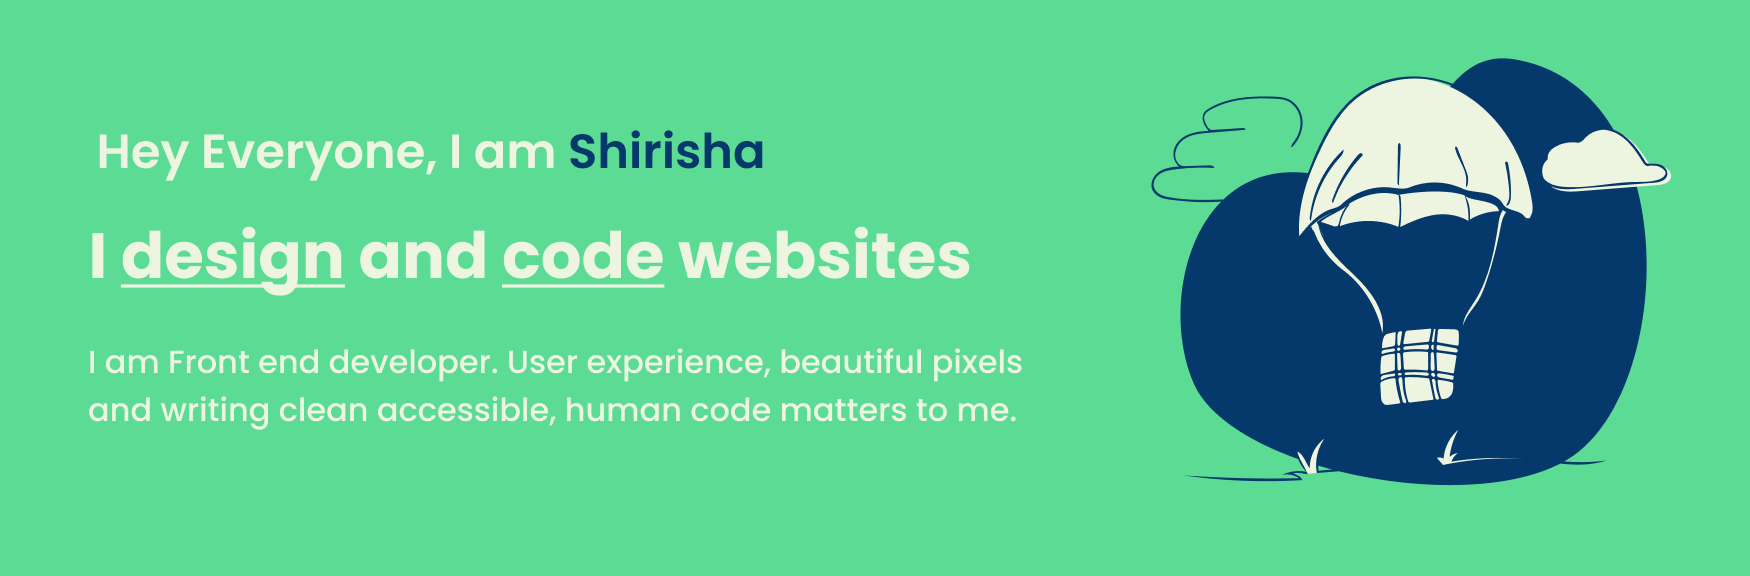 Hey Everyone, I am Shirisha
I design and code websites
I am Front end developer. User experience, beautiful pixels
and writing clean accessible, human code matters to me.